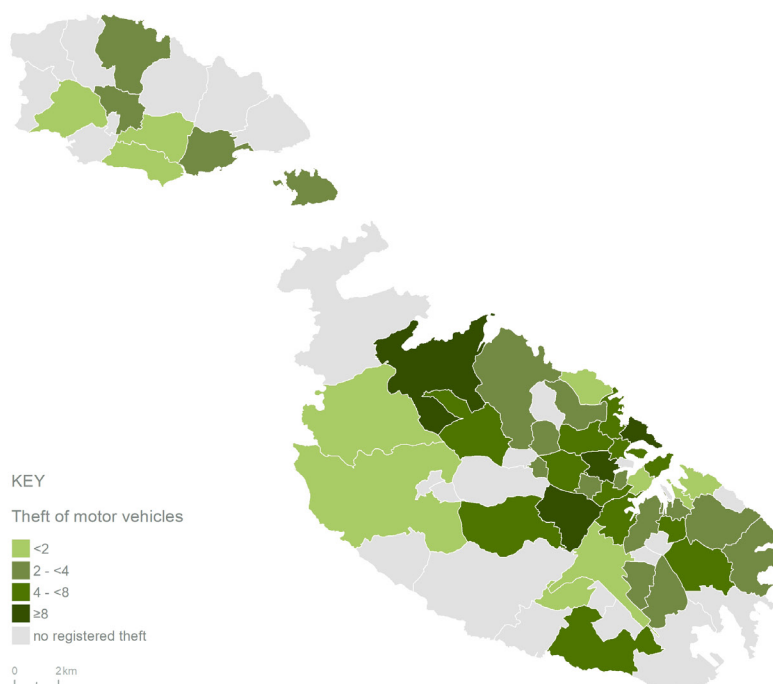 KEY
Theft of motor vehicles
<2
2 - <4
4 - <8
≥8
no registered theft
0 2km